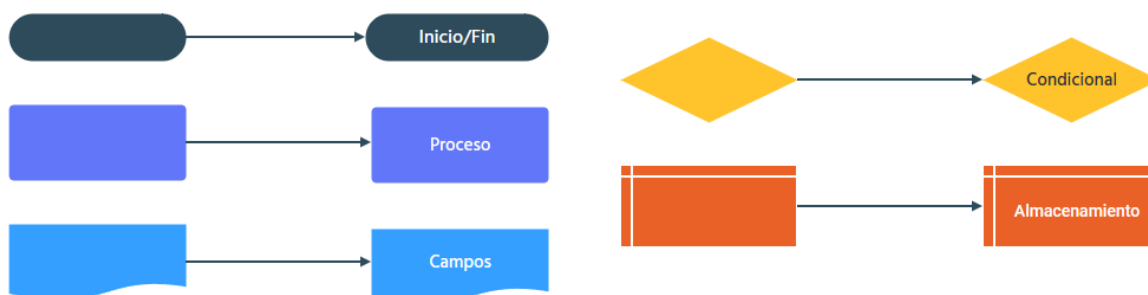 Inicio/Fin
Proceso
Campos
Condicional
Almacenamiento